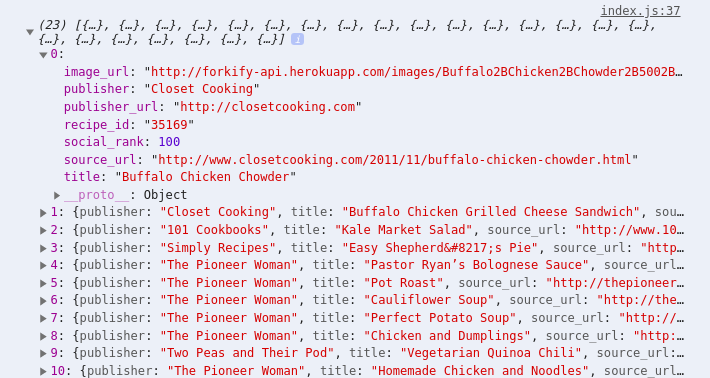 index.js:37
(23) [{…}, {…}, {…}, {…}, {…}, {…}, {…}, {…}, {…}, {…}, {…}, {…}, {…}, {…}, {…}, {…},
{…}, {…}, {…}, {…}, {…}, {…}, {…}] i
0:
image_url: "http://forkify-api.herokuapp.com/images/Buffalo2BChicken2BChowder2B5002B…
publisher: "Closet Cooking"
publisher_url: "http://closetcooking.com"
recipe_id: "35169"
social_rank: 100
source_url: "http://www.closetcooking.com/2011/11/buffalo-chicken-chowder.html"
title: "Buffalo Chicken Chowder"
__proto__: Object
1: {publisher: "Closet Cooking", title: "Buffalo Chicken Grilled Cheese Sandwich", sou…
2: {publisher: "101 Cookbooks", title: "Kale Market Salad", source_url: "http://www.10…
3: {publisher: "Simply Recipes", title: "Easy Shepherd&#8217;s Pie", source_url: "http…
4: {publisher: "The Pioneer Woman", title: "Pastor Ryan’s Bolognese Sauce", source_url…
5: {publisher: "The Pioneer Woman", title: "Pot Roast", source_url: "http://thepioneer…
6: {publisher: "The Pioneer Woman", title: "Cauliflower Soup", source_url: "http://the…
7: {publisher: "The Pioneer Woman", title: "Perfect Potato Soup", source_url: "http://…
8: {publisher: "The Pioneer Woman", title: "Chicken and Dumplings", source_url: "http:…
9: {publisher: "Two Peas and Their Pod", title: "Vegetarian Quinoa Chili", source_url:…
10: {publisher: "The Pioneer Woman", title: "Homemade Chicken and Noodles", source_url…